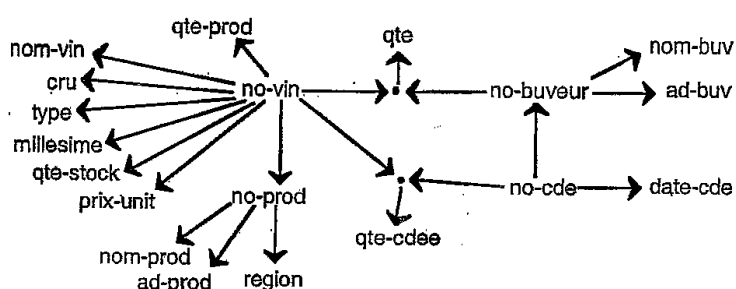 qte-prod
nom-vin
qte
nom-buv
cru
no-vin
no-buveur
ad-buv
type
millesime
qte-stock
prix-unit
no-prod
no-cde
date-cde
qte-cdée
nom-prod
ad-prod
region